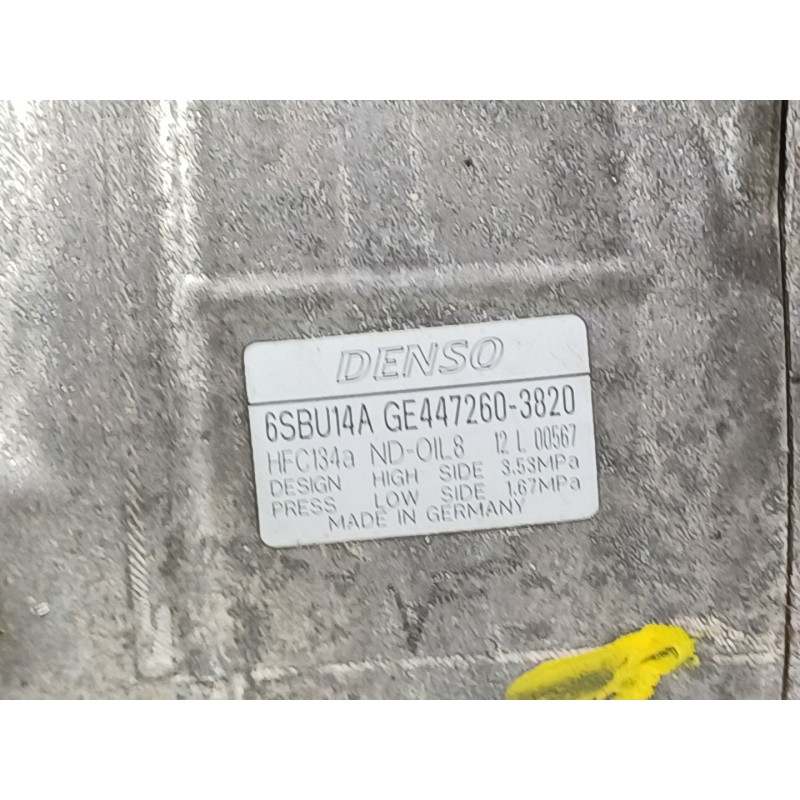 DENSO
6SBU14A GE447260-3820
HFC134a ND-OIL8 12 L 00567
DESIGN HIGH SIDE 3.53MPa
PRESS LOW SIDE 1.67MPa
MADE IN GERMANY